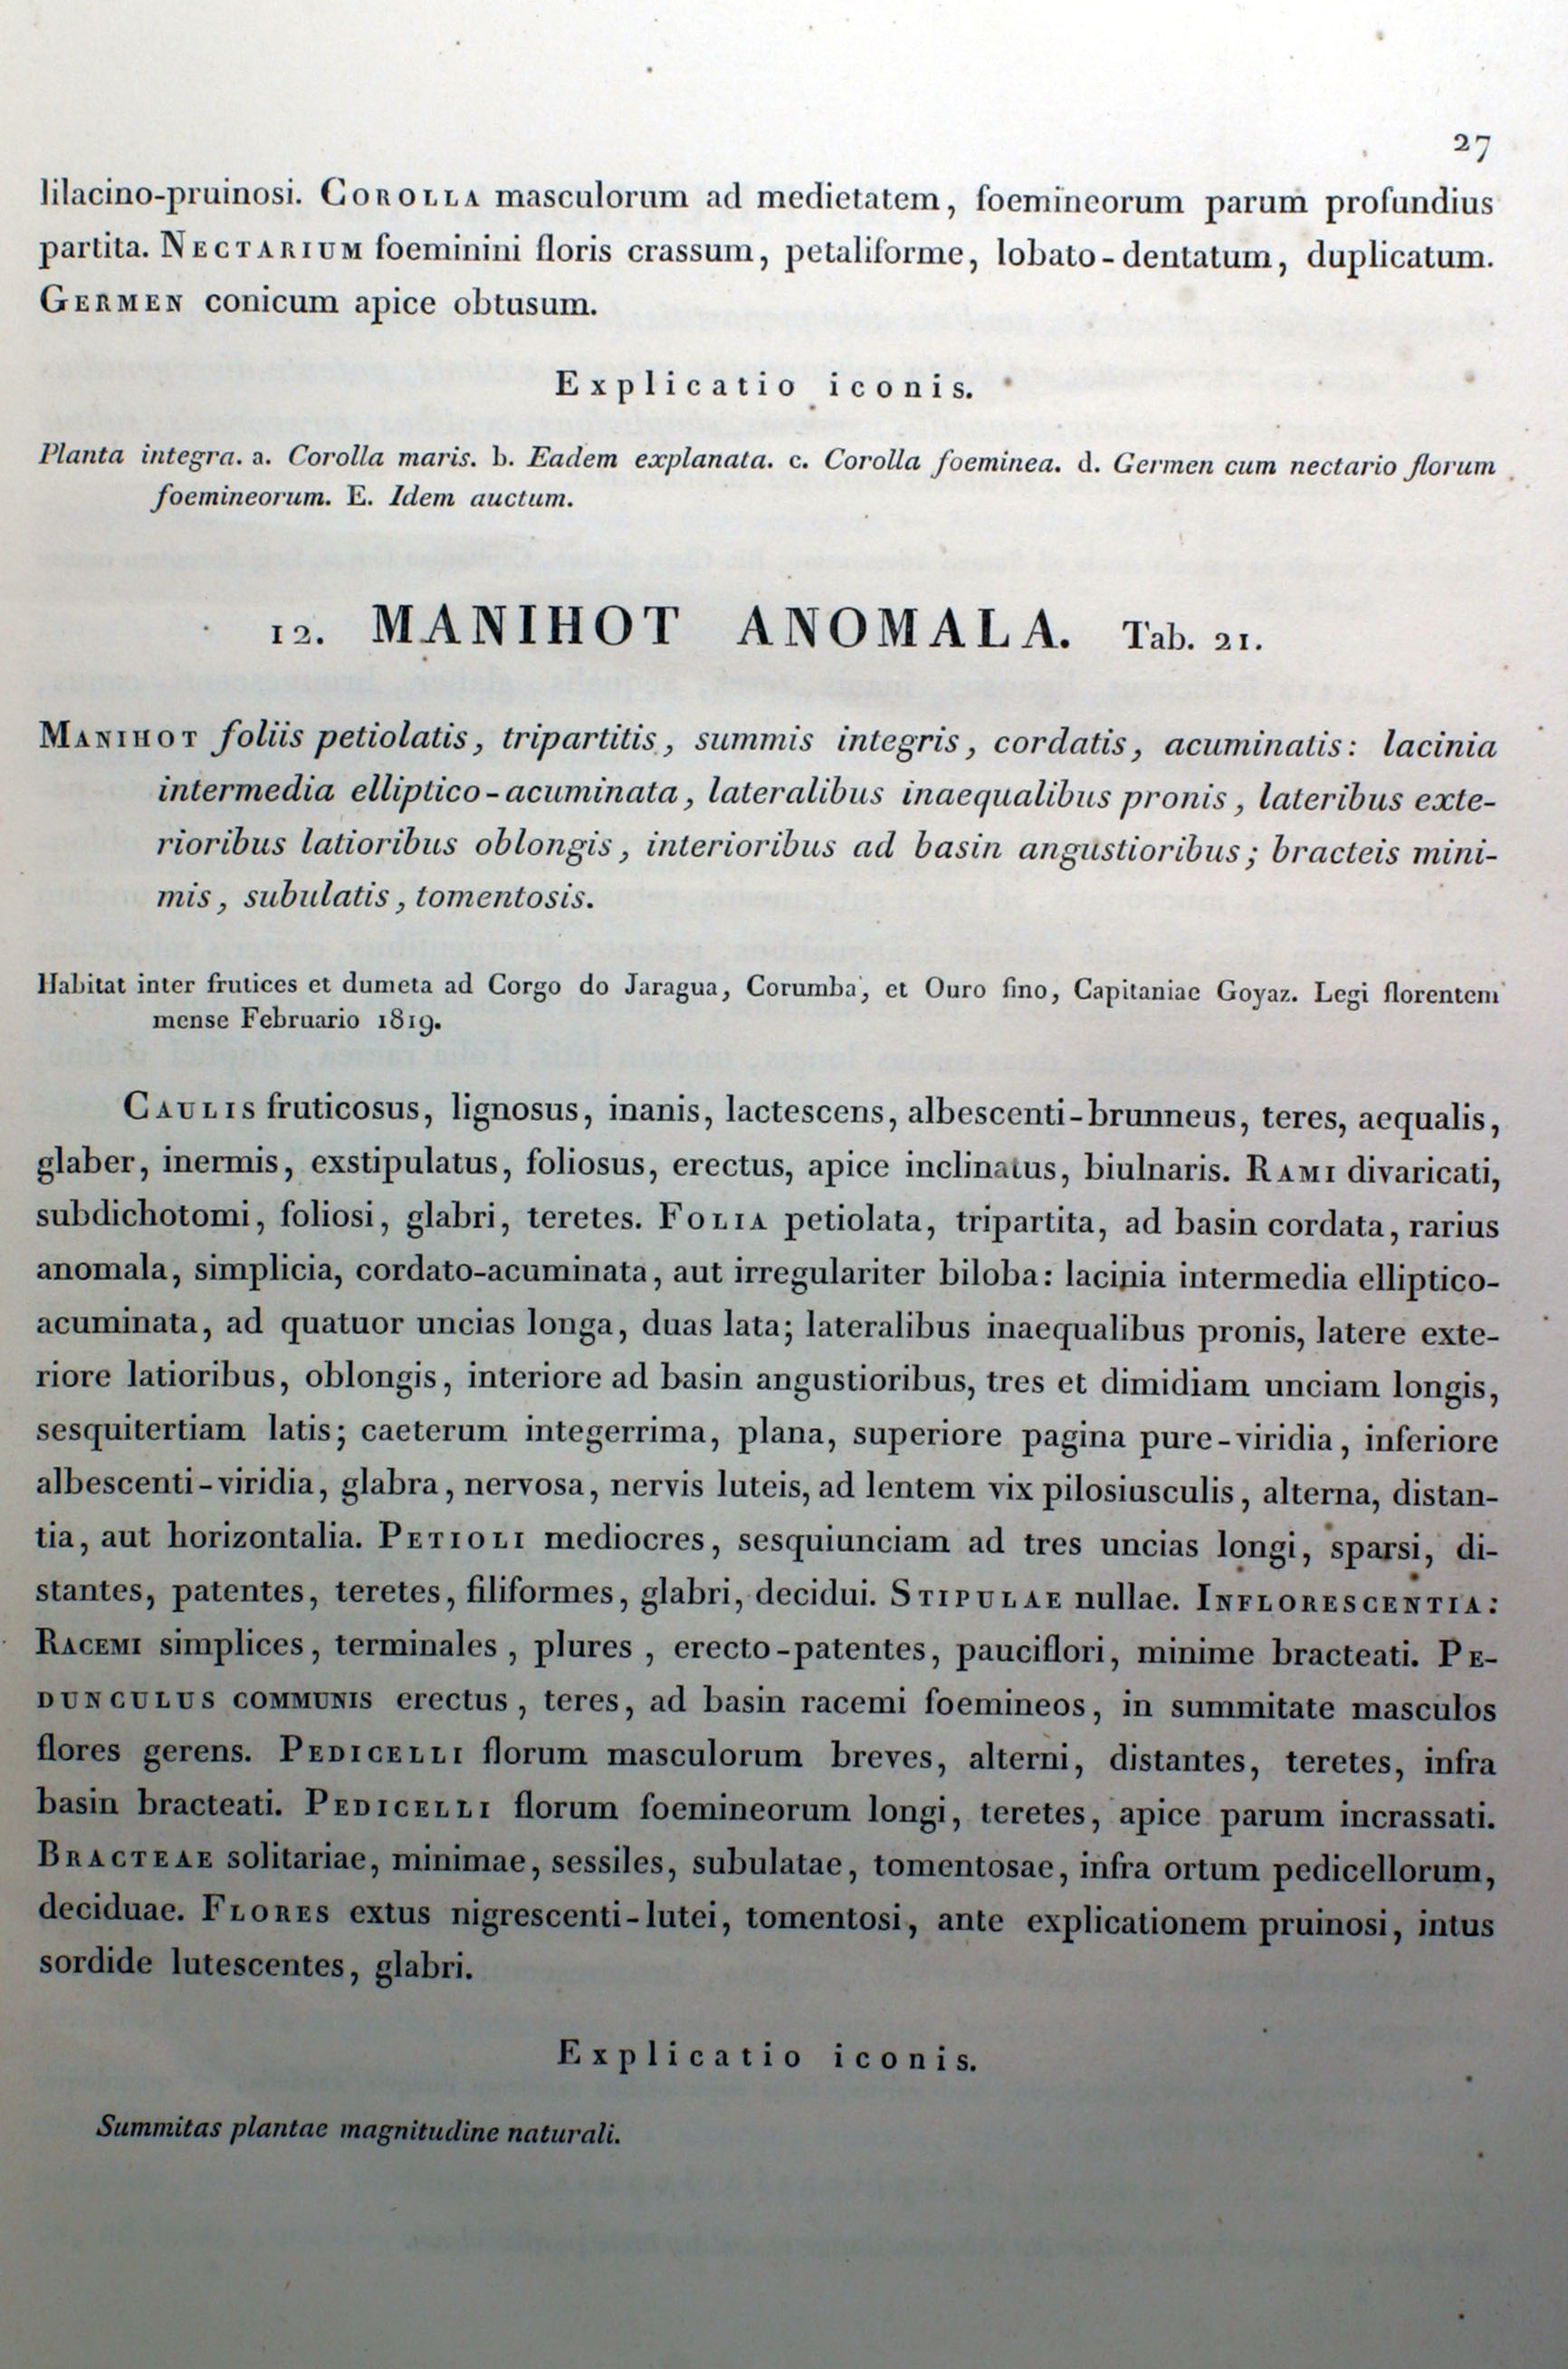 27
lilacino-pruinosi. COROLLA masculorum ad medietatem, foemineorum parum profundius
partita. NECTARIUM foeminini floris crassum, petaliforme, lobato-dentatum, duplicatum.
GERMEN conicum apice obtusum.
Explicatio iconis.
Planta integra. a. Corolla maris. b. Eadem explanata. c. Corolla foeminea. d. Germen cum nectario florum
foemineorum. E. Idem auctum.
12. MANIHOT ANOMALA. Tab. 21.
MANIHOT foliis petiolatis, tripartitis, summis integris, cordatis, acuminatis: lacinia
intermedia elliptico-acuminata, lateralibus inaequalibus pronis, lateribus exte-
rioribus latioribus oblongis, interioribus ad basin angustioribus; bracteis mini-
mis, subulatis, tomentosis.
Habitat inter frutices et dumeta ad Corgo do Jaragua, Corumba, et Ouro fino, Capitaniae Goyaz. Legi florentem
mense Februario 1819.
CAULIS fruticosus, lignosus, inanis, lactescens, albescenti-brunneus, teres, aequalis,
glaber, inermis, exstipulatus, foliosus, erectus, apice inclinatus, biulnaris. RAMI divaricati,
subdichotomi, foliosi, glabri, teretes. FOLIA petiolata, tripartita, ad basin cordata, rarius
anomala, simplicia, cordato-acuminata, aut irregulariter biloba: lacinia intermedia elliptico-
acuminata, ad quatuor uncias longa, duas lata; lateralibus inaequalibus pronis, latere exte-
riore latioribus, oblongis, interiore ad basin angustioribus, tres et dimidiam unciam longis,
sesquitertiam latis; caeterum integerrima, plana, superiore pagina pure-viridia, inferiore
albescenti-viridia, glabra, nervosa, nervis luteis, ad lentem vix pilosiusculis, alterna, distan-
tia, aut horizontalia. PETIOLI mediocres, sesquiunciam ad tres uncias longi, sparsi, di-
stantes, patentes, teretes, filiformes, glabri, decidui. STIPULAE nullae. INFLORESCENTIA:
RACEMI simplices, terminales, plures, erecto-patentes, pauciflori, minime bracteati. PE-
DUNCULUS COMMUNIS erectus, teres, ad basin racemi foemineos, in summitate masculos
flores gerens. PEDICELLI florum masculorum breves, alterni, distantes, teretes, infra
basin bracteati. PEDICELLI florum foemineorum longi, teretes, apice parum incrassati.
BRACTEAE solitariae, minimae, sessiles, subulatae, tomentosae, infra ortum pedicellorum,
deciduae. FLORES extus nigrescenti-lutei, tomentosi, ante explicationem pruinosi, intus
sordide lutescentes, glabri.
Explicatio iconis.
Summitas plantae magnitudine naturali.